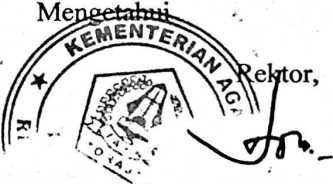 Mengetahui
KEMENTERIAN AGA
Rektor,